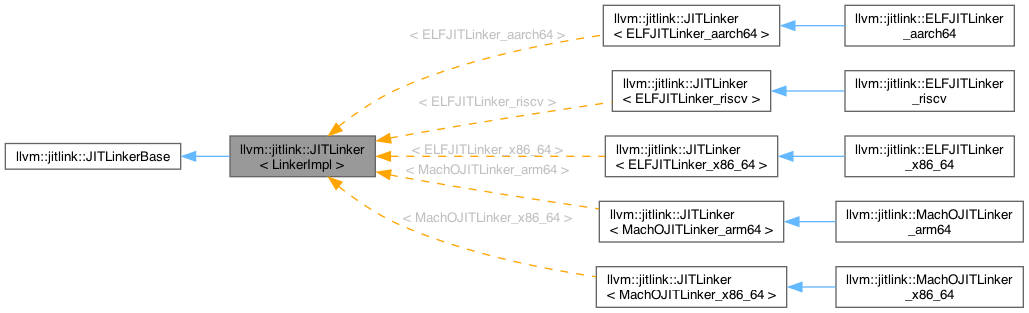 llvm::jitlink::JITLinker
< ELFJITLinker_aarch64 >
llvm::jitlink::ELFJITLinker
_aarch64
< ELFJITLinker_aarch64 >
llvm::jitlink::JITLinker
< ELFJITLinker_riscv >
llvm::jitlink::ELFJITLinker
_riscv
< ELFJITLinker_riscv >
llvm::jitlink::JITLinkerBase
llvm::jitlink::JITLinker
< LinkerImpl >
< ELFJITLinker_x86_64 >
llvm::jitlink::JITLinker
< ELFJITLinker_x86_64 >
llvm::jitlink::ELFJITLinker
_x86_64
< MachOJITLinker_arm64 >
llvm::jitlink::JITLinker
< MachOJITLinker_arm64 >
llvm::jitlink::MachOJITLinker
_arm64
< MachOJITLinker_x86_64 >
llvm::jitlink::JITLinker
< MachOJITLinker_x86_64 >
llvm::jitlink::MachOJITLinker
_x86_64